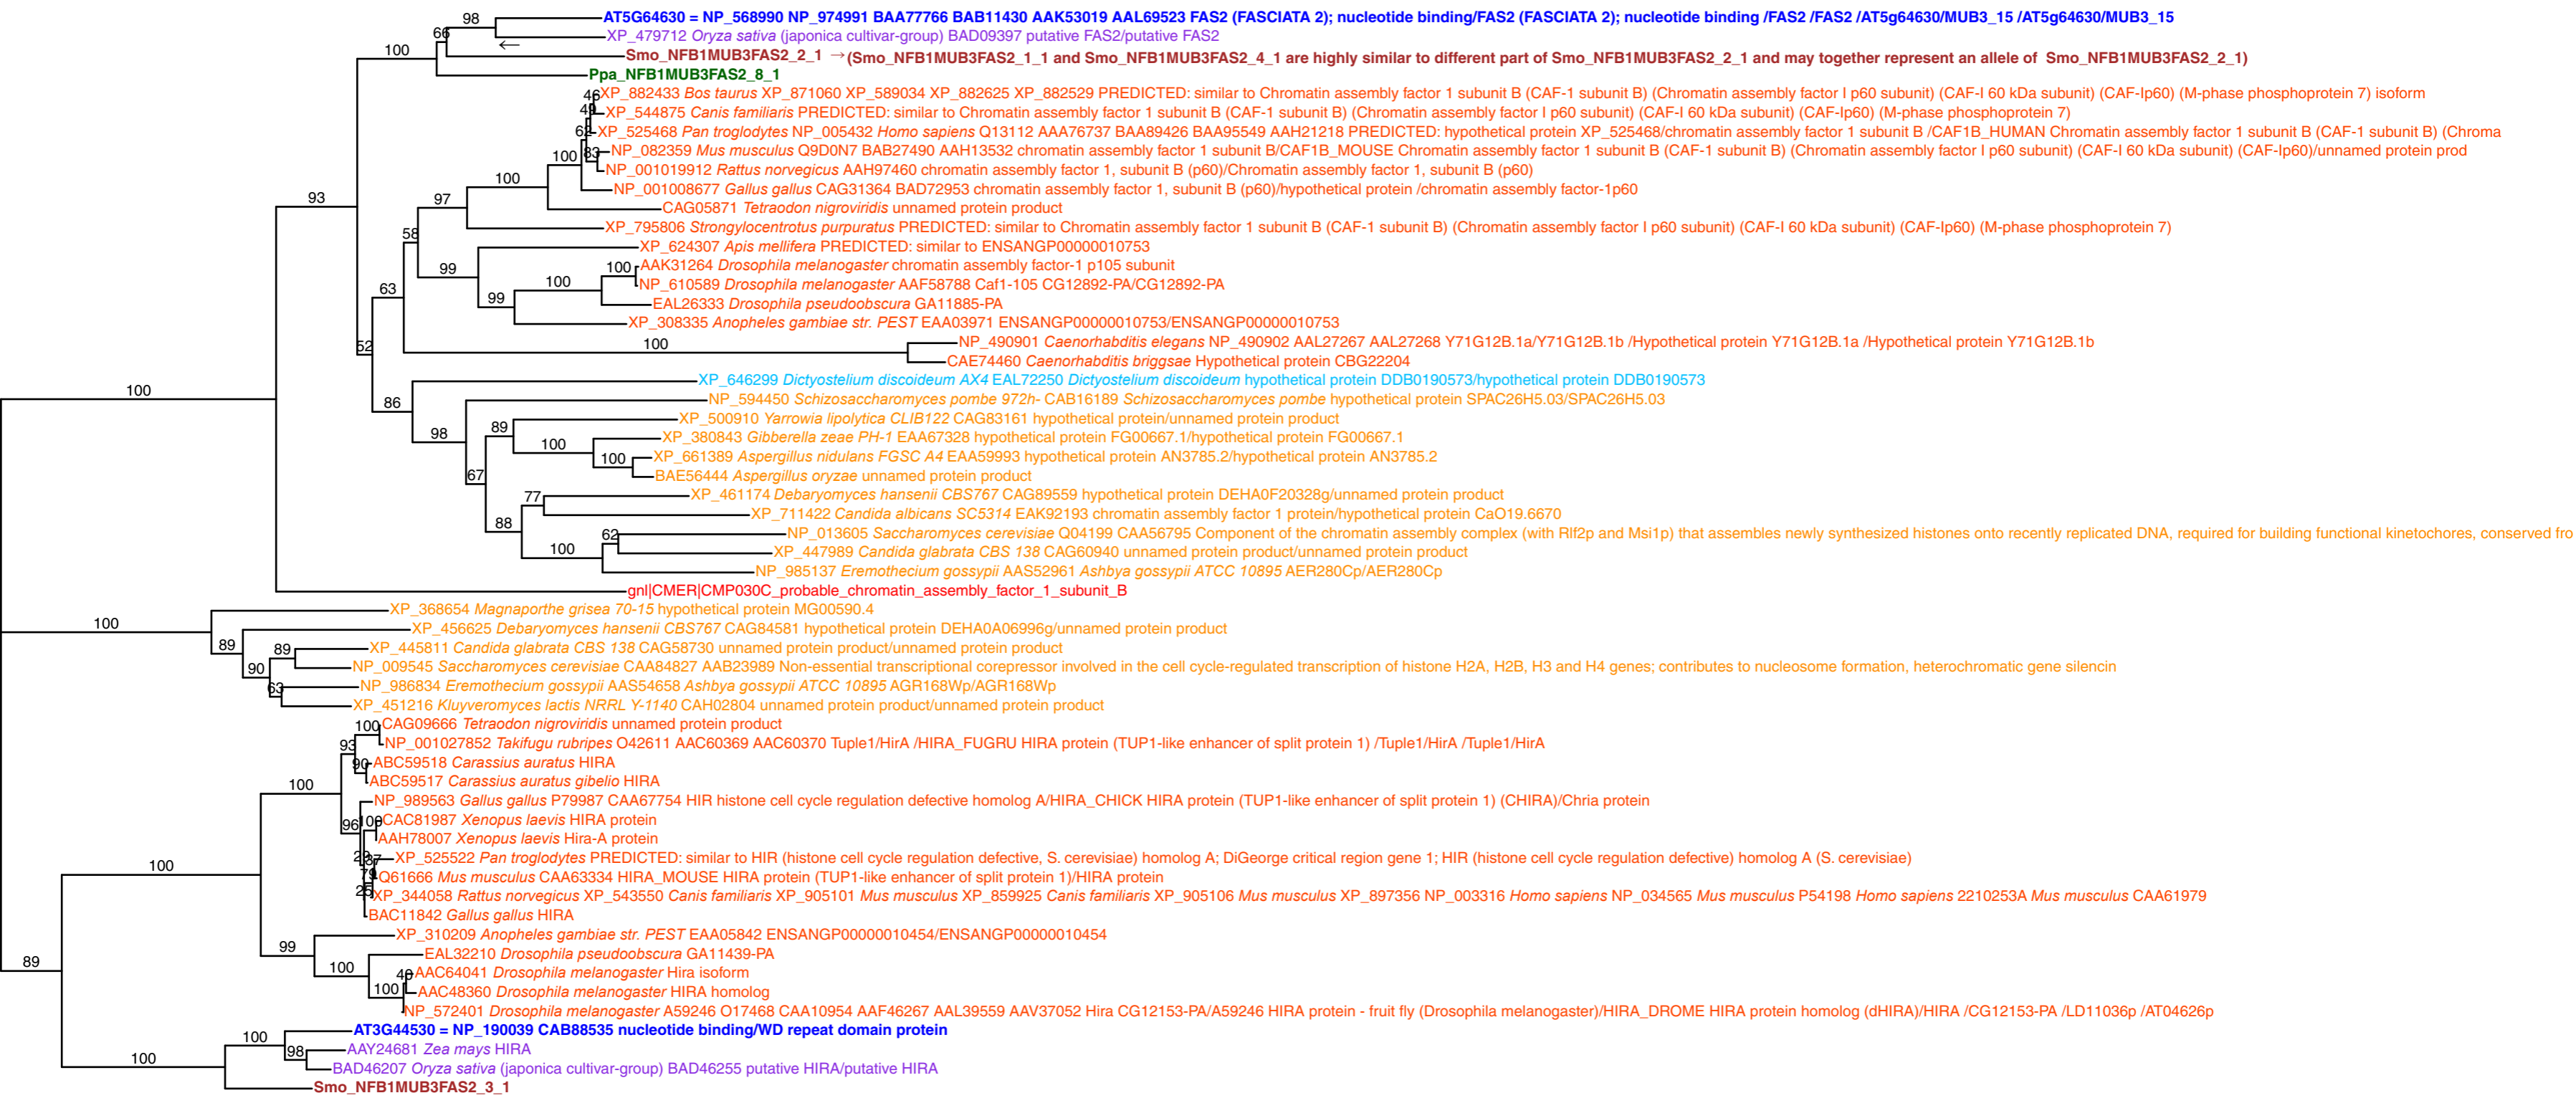 98
AT5G64630 = NP_568990 NP_974991 BAA77766 BAB11430 AAK53019 AAL69523 FAS2 (FASCIATA 2); nucleotide binding/FAS2 (FASCIATA 2); nucleotide binding /FAS2 /FAS2 /AT5g64630/MUB3_15 /AT5g64630/MUB3_15
66
XP_479712 Oryza sativa (japonica cultivar-group) BAD09397 putative FAS2/putative FAS2
←
100
Smo_NFB1MUB3FAS2_2_1 →(Smo_NFB1MUB3FAS2_1_1 and Smo_NFB1MUB3FAS2_4_1 are highly similar to different part of Smo_NFB1MUB3FAS2_2_1 and may together represent an allele of Smo_NFB1MUB3FAS2_2_1)
Ppa_NFB1MUB3FAS2_8_1
46
XP_882433 Bos taurus XP_871060 XP_589034 XP_882625 XP_882529 PREDICTED: similar to Chromatin assembly factor 1 subunit B (CAF-1 subunit B) (Chromatin assembly factor I p60 subunit) (CAF-I 60 kDa subunit) (CAF-Ip60) (M-phase phosphoprotein 7) isoform
XP_544875 Canis familiaris PREDICTED: similar to Chromatin assembly factor 1 subunit B (CAF-1 subunit B) (Chromatin assembly factor I p60 subunit) (CAF-I 60 kDa subunit) (CAF-Ip60) (M-phase phosphoprotein 7)
62
XP_525468 Pan troglodytes NP_005432 Homo sapiens Q13112 AAA76737 BAA89426 BAA95549 AAH21218 PREDICTED: hypothetical protein XP_525468/chromatin assembly factor 1 subunit B /CAF1B_HUMAN Chromatin assembly factor 1 subunit B (CAF-1 subunit B) (Chroma
100
83
NP_082359 Mus musculus Q9D0N7 BAB27490 AAH13532 chromatin assembly factor 1 subunit B/CAF1B_MOUSE Chromatin assembly factor 1 subunit B (CAF-1 subunit B) (Chromatin assembly factor I p60 subunit) (CAF-I 60 kDa subunit) (CAF-Ip60)/unnamed protein prod
NP_001019912 Rattus norvegicus AAH97460 chromatin assembly factor 1, subunit B (p60)/Chromatin assembly factor 1, subunit B (p60)
100
NP_001008677 Gallus gallus CAG31364 BAD72953 chromatin assembly factor 1, subunit B (p60)/hypothetical protein /chromatin assembly factor-1p60
93
97
CAG05871 Tetraodon nigroviridis unnamed protein product
XP_795806 Strongylocentrotus purpuratus PREDICTED: similar to Chromatin assembly factor 1 subunit B (CAF-1 subunit B) (Chromatin assembly factor I p60 subunit) (CAF-I 60 kDa subunit) (CAF-Ip60) (M-phase phosphoprotein 7)
58
XP_624307 Apis mellifera PREDICTED: similar to ENSANGP00000010753
99
100
AAK31264 Drosophila melanogaster chromatin assembly factor-1 p105 subunit
100
NP_610589 Drosophila melanogaster AAF58788 Caf1-105 CG12892-PA/CG12892-PA
63
99
EAL26333 Drosophila pseudoobscura GA11885-PA
XP_308335 Anopheles gambiae str. PEST EAA03971 ENSANGP00000010753/ENSANGP00000010753
52
100
NP_490901 Caenorhabditis elegans NP_490902 AAL27267 AAL27268 Y71G12B.1a/Y71G12B.1b /Hypothetical protein Y71G12B.1a /Hypothetical protein Y71G12B.1b
CAE74460 Caenorhabditis briggsae Hypothetical protein CBG22204
XP_646299 Dictyostelium discoideum AX4 EAL72250 Dictyostelium discoideum hypothetical protein DDB0190573/hypothetical protein DDB0190573
100
86
NP_594450 Schizosaccharomyces pombe 972h- CAB16189 Schizosaccharomyces pombe hypothetical protein SPAC26H5.03/SPAC26H5.03
XP_500910 Yarrowia lipolytica CLIB122 CAG83161 hypothetical protein/unnamed protein product
98
89
100
XP_380843 Gibberella zeae PH-1 EAA67328 hypothetical protein FG00667.1/hypothetical protein FG00667.1
100
XP_661389 Aspergillus nidulans FGSC A4 EAA59993 hypothetical protein AN3785.2/hypothetical protein AN3785.2
67
BAE56444 Aspergillus oryzae unnamed protein product
77
XP_461174 Debaryomyces hansenii CBS767 CAG89559 hypothetical protein DEHA0F20328g/unnamed protein product
88
XP_711422 Candida albicans SC5314 EAK92193 chromatin assembly factor 1 protein/hypothetical protein CaO19.6670
62
NP_013605 Saccharomyces cerevisiae Q04199 CAA56795 Component of the chromatin assembly complex (with Rlf2p and Msi1p) that assembles newly synthesized histones onto recently replicated DNA, required for building functional kinetochores, conserved fro
100
XP_447989 Candida glabrata CBS 138 CAG60940 unnamed protein product/unnamed protein product
NP_985137 Eremothecium gossypii AAS52961 Ashbya gossypii ATCC 10895 AER280Cp/AER280Cp
gnl|CMER|CMP030C_probable_chromatin_assembly_factor_1_subunit_B
XP_368654 Magnaporthe grisea 70-15 hypothetical protein MG00590.4
100
XP_456625 Debaryomyces hansenii CBS767 CAG84581 hypothetical protein DEHA0A06996g/unnamed protein product
89
89
XP_445811 Candida glabrata CBS 138 CAG58730 unnamed protein product/unnamed protein product
90
NP_009545 Saccharomyces cerevisiae CAA84827 AAB23989 Non-essential transcriptional corepressor involved in the cell cycle-regulated transcription of histone H2A, H2B, H3 and H4 genes; contributes to nucleosome formation, heterochromatic gene silencin
63
NP_986834 Eremothecium gossypii AAS54658 Ashbya gossypii ATCC 10895 AGR168Wp/AGR168Wp
XP_451216 Kluyveromyces lactis NRRL Y-1140 CAH02804 unnamed protein product/unnamed protein product
100
CAG09666 Tetraodon nigroviridis unnamed protein product
93
NP_001027852 Takifugu rubripes O42611 AAC60369 AAC60370 Tuple1/HirA /HIRA_FUGRU HIRA protein (TUP1-like enhancer of split protein 1) /Tuple1/HirA /Tuple1/HirA
90
ABC59518 Carassius auratus HIRA
100
ABC59517 Carassius auratus gibelio HIRA
NP_989563 Gallus gallus P79987 CAA67754 HIR histone cell cycle regulation defective homolog A/HIRA_CHICK HIRA protein (TUP1-like enhancer of split protein 1) (CHIRA)/Chria protein
96
100
CAC81987 Xenopus laevis HIRA protein
AAH78007 Xenopus laevis Hira-A protein
XP_525522 Pan troglodytes PREDICTED: similar to HIR (histone cell cycle regulation defective, S. cerevisiae) homolog A; DiGeorge critical region gene 1; HIR (histone cell cycle regulation defective) homolog A (S. cerevisiae)
100
Q61666 Mus musculus CAA63334 HIRA_MOUSE HIRA protein (TUP1-like enhancer of split protein 1)/HIRA protein
XP_344058 Rattus norvegicus XP_543550 Canis familiaris XP_905101 Mus musculus XP_859925 Canis familiaris XP_905106 Mus musculus XP_897356 NP_003316 Homo sapiens NP_034565 Mus musculus P54198 Homo sapiens 2210253A Mus musculus CAA61979
BAC11842 Gallus gallus HIRA
XP_310209 Anopheles gambiae str. PEST EAA05842 ENSANGP00000010454/ENSANGP00000010454
99
EAL32210 Drosophila pseudoobscura GA11439-PA
89
100
AAC64041 Drosophila melanogaster Hira isoform
100
AAC48360 Drosophila melanogaster HIRA homolog
NP_572401 Drosophila melanogaster A59246 O17468 CAA10954 AAF46267 AAL39559 AAV37052 Hira CG12153-PA/A59246 HIRA protein - fruit fly (Drosophila melanogaster)/HIRA_DROME HIRA protein homolog (dHIRA)/HIRA /CG12153-PA /LD11036p /AT04626p
AT3G44530 = NP_190039 CAB88535 nucleotide binding/WD repeat domain protein
100
98
AAY24681 Zea mays HIRA
100
BAD46207 Oryza sativa (japonica cultivar-group) BAD46255 putative HIRA/putative HIRA
Smo_NFB1MUB3FAS2_3_1